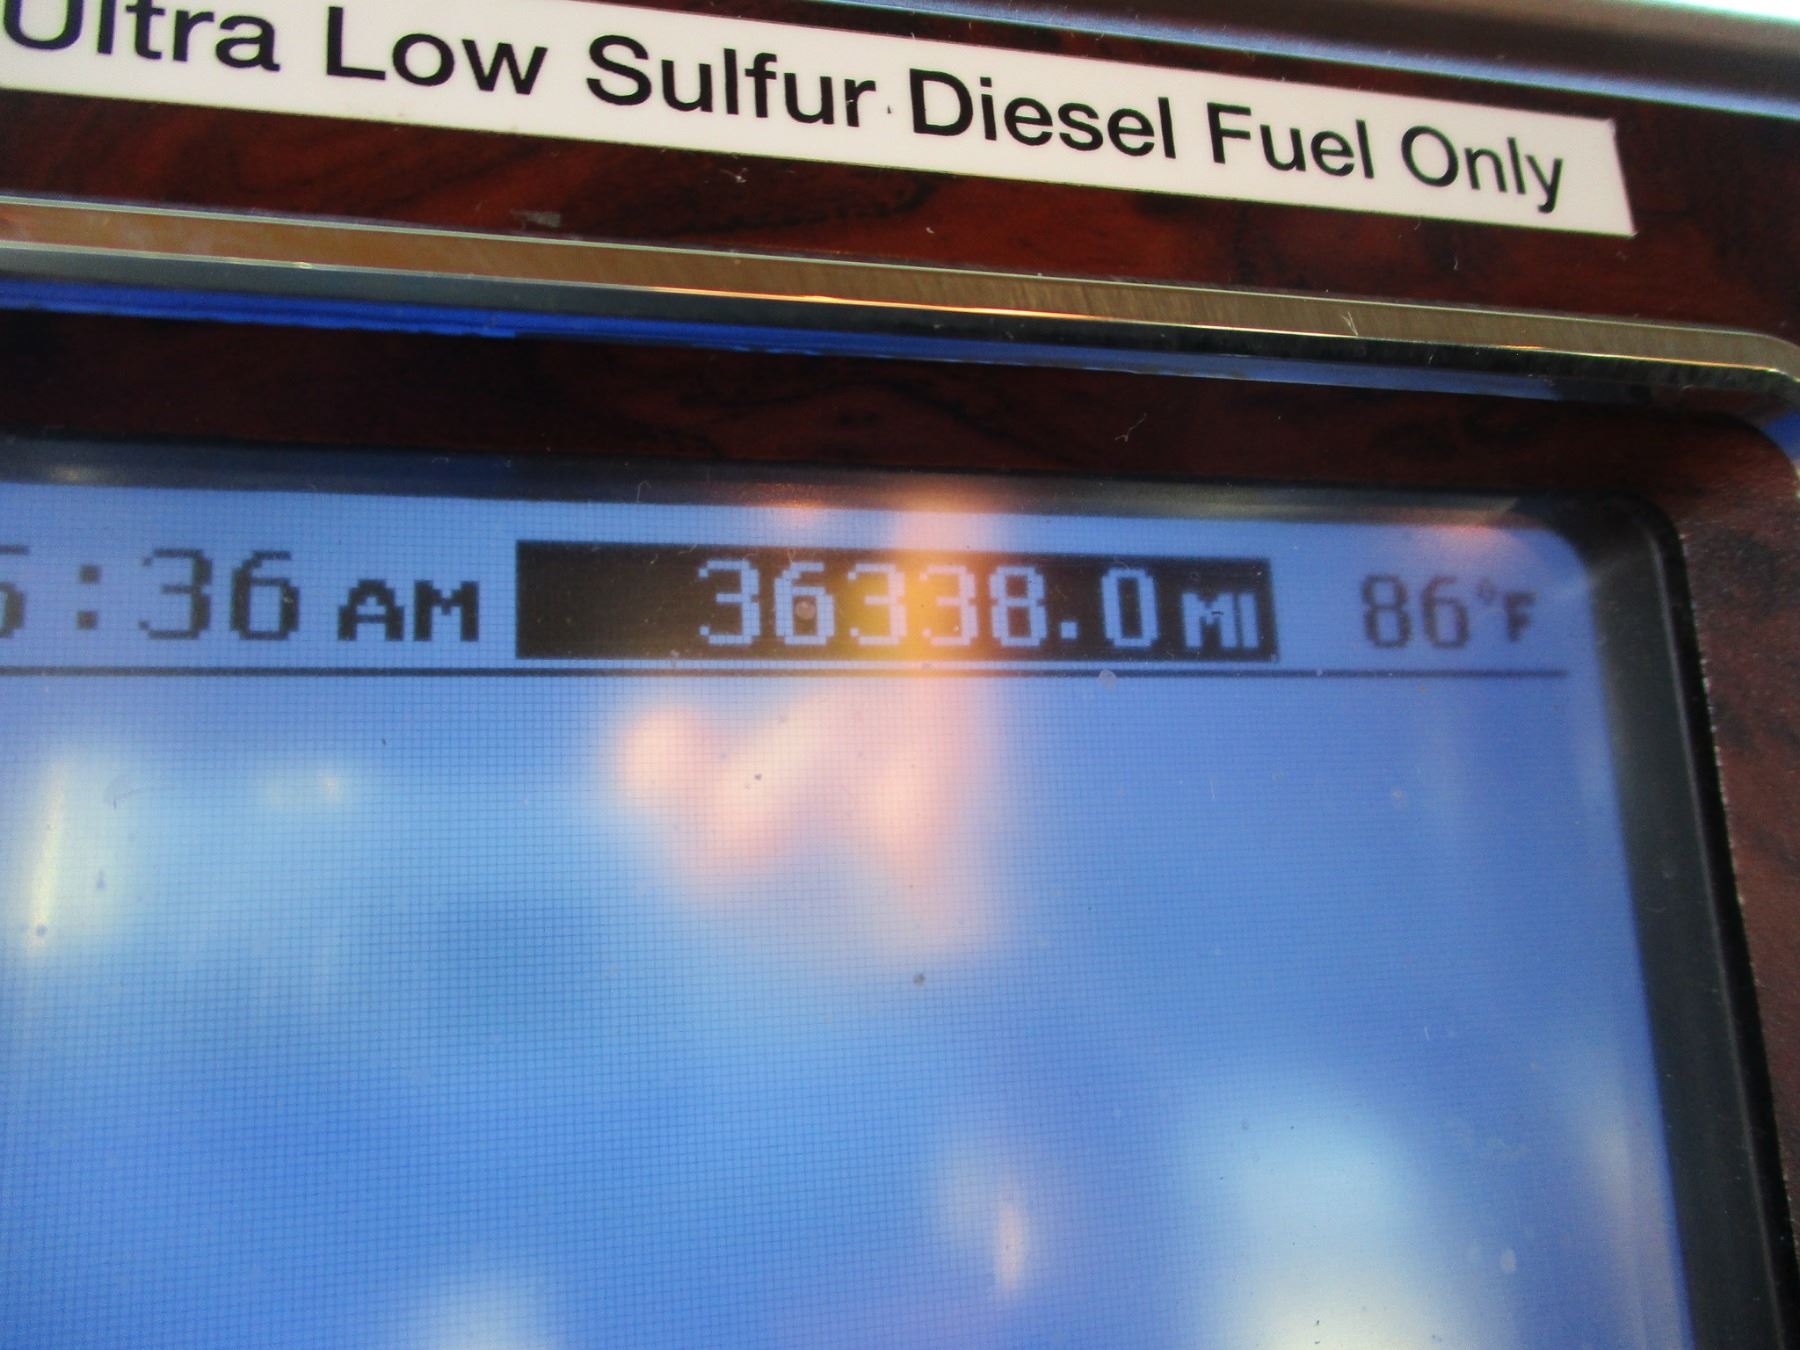 Ultra Low Sulfur Diesel Fuel Only
:36 AM 36338.0 MI 86°F